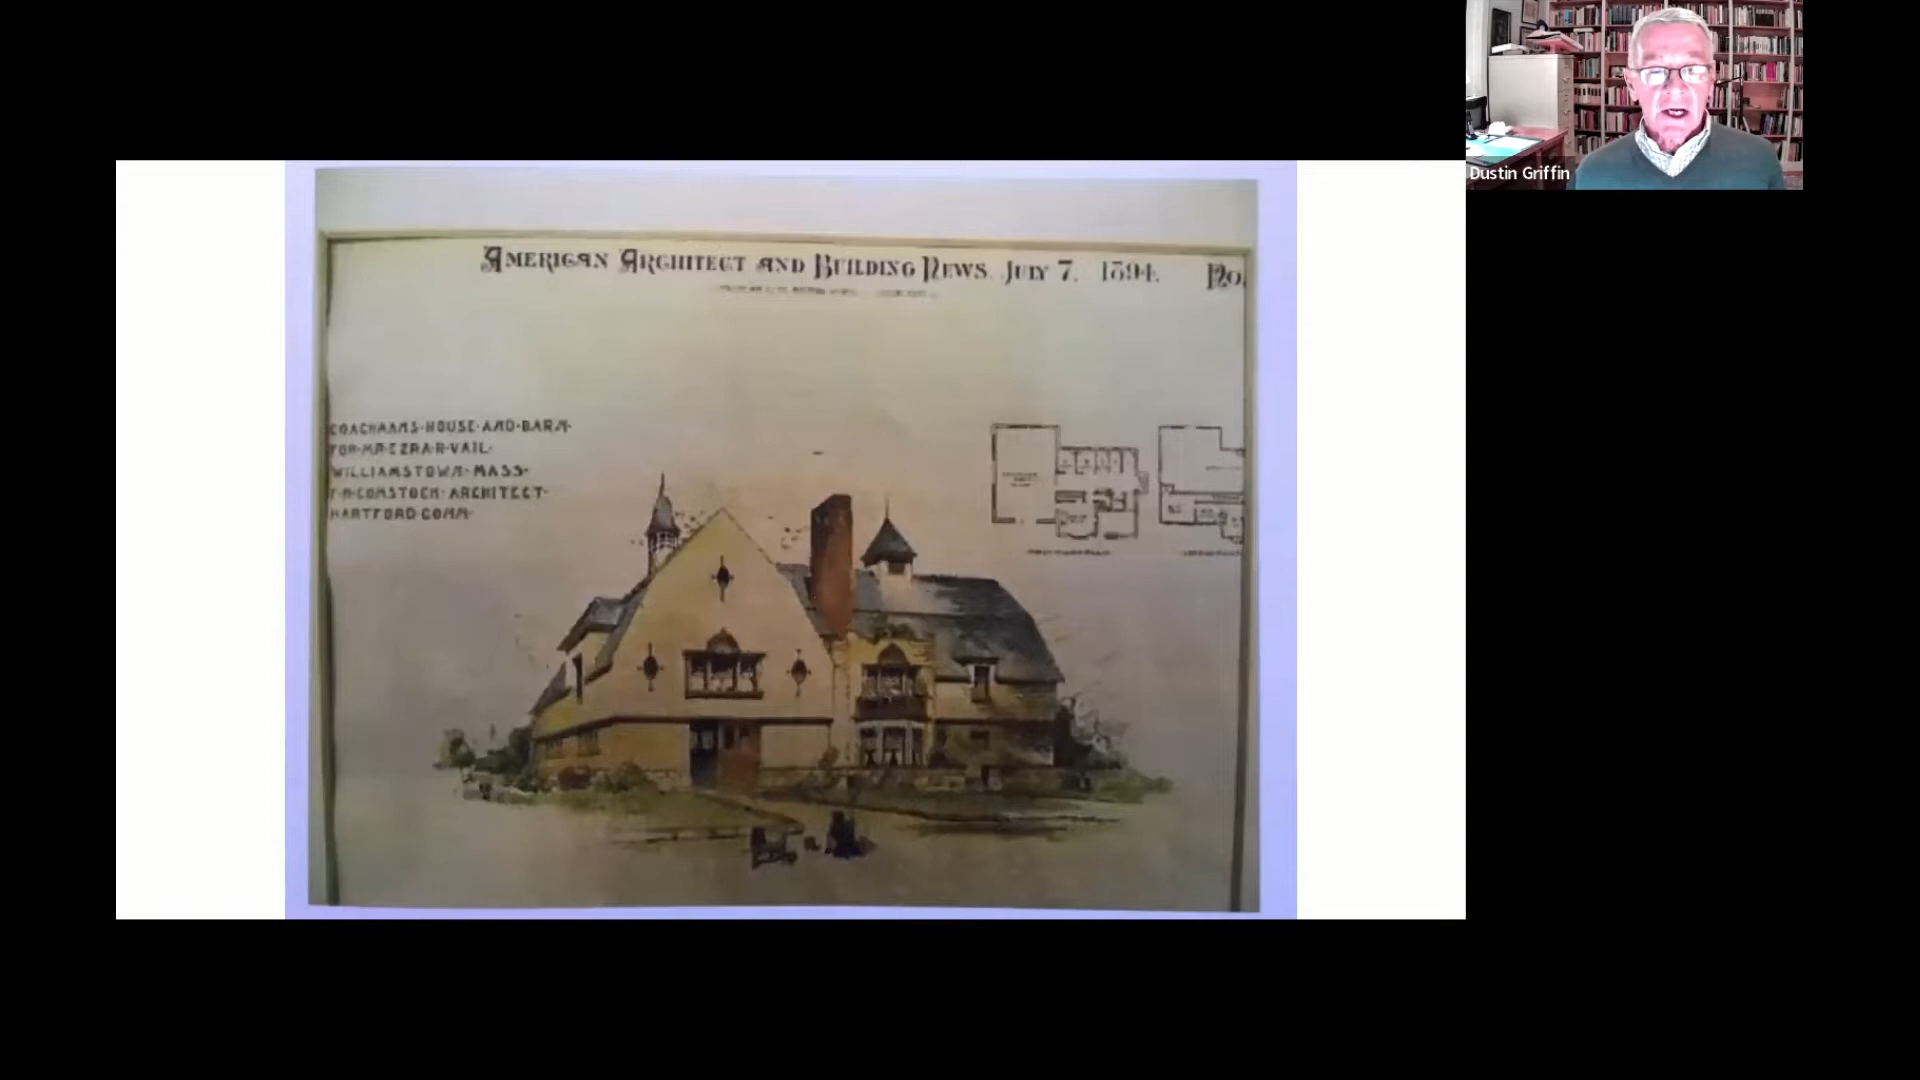 Dustin Griffin
AMERICAN ARCHITECT AND BUILDING NEWS. JULY 7. 1894. No.
COACHMANS·HOUSE·AND·BARN·
FOR·MR·EZRA·R·VAIL·
WILLIAMSTOWN·MASS·
COMSTOCK·ARCHITECT·
HARTFORD·CONN·